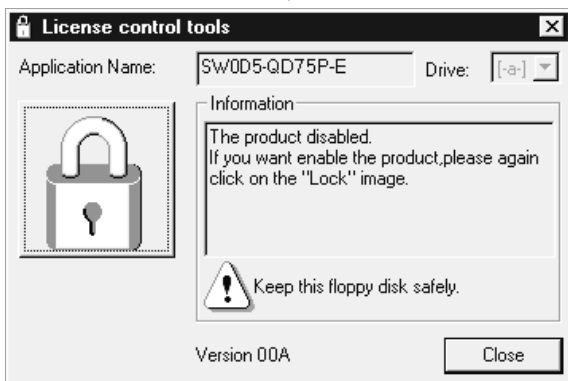 License control tools
Application Name: SW0D5-QD75P-E Drive: [-a-]
Information
The product disabled.
If you want enable the product,please again
click on the "Lock" image.
Keep this floppy disk safely.
Version 00A Close